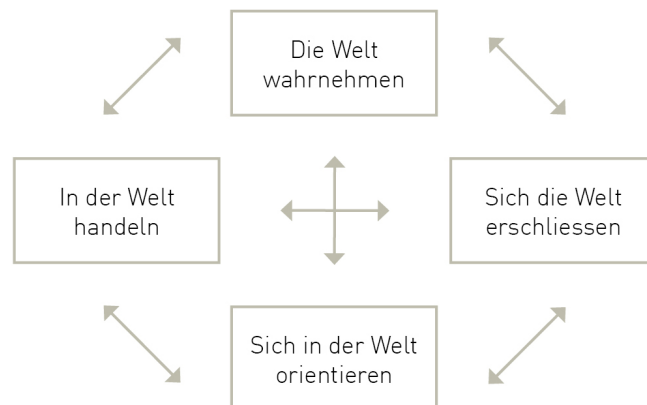 Die Welt
wahrnehmen
In der Welt
handeln
Sich die Welt
erschliessen
Sich in der Welt
orientieren